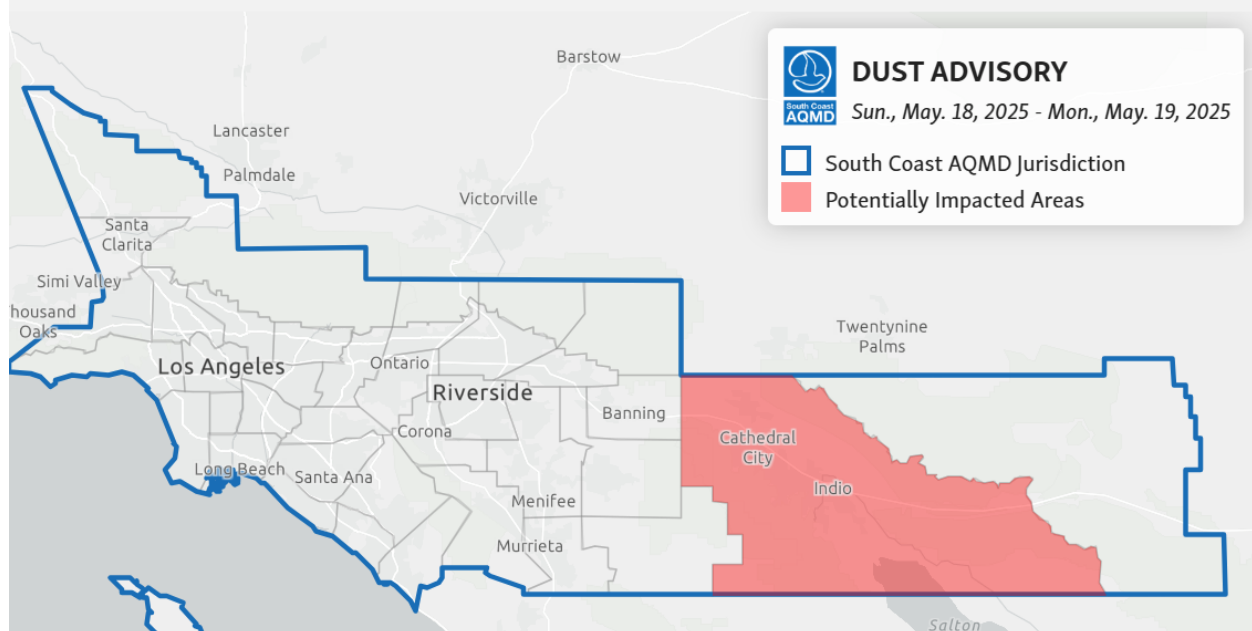 Barstow
DUST ADVISORY
South Coast
AQMD
Sun., May. 18, 2025 - Mon., May. 19, 2025
Lancaster
South Coast AQMD Jurisdiction
Palmdale
Victorville
Potentially Impacted Areas
Santa
Clarita
Simi Valley
housand
Oaks
Twentynine
Palms
Los Angeles
Ontario
Riverside
Banning
Corona
Cathedral
City
Long Beach
Santa Ana
Indio
Menifee
Murrieta
Salton